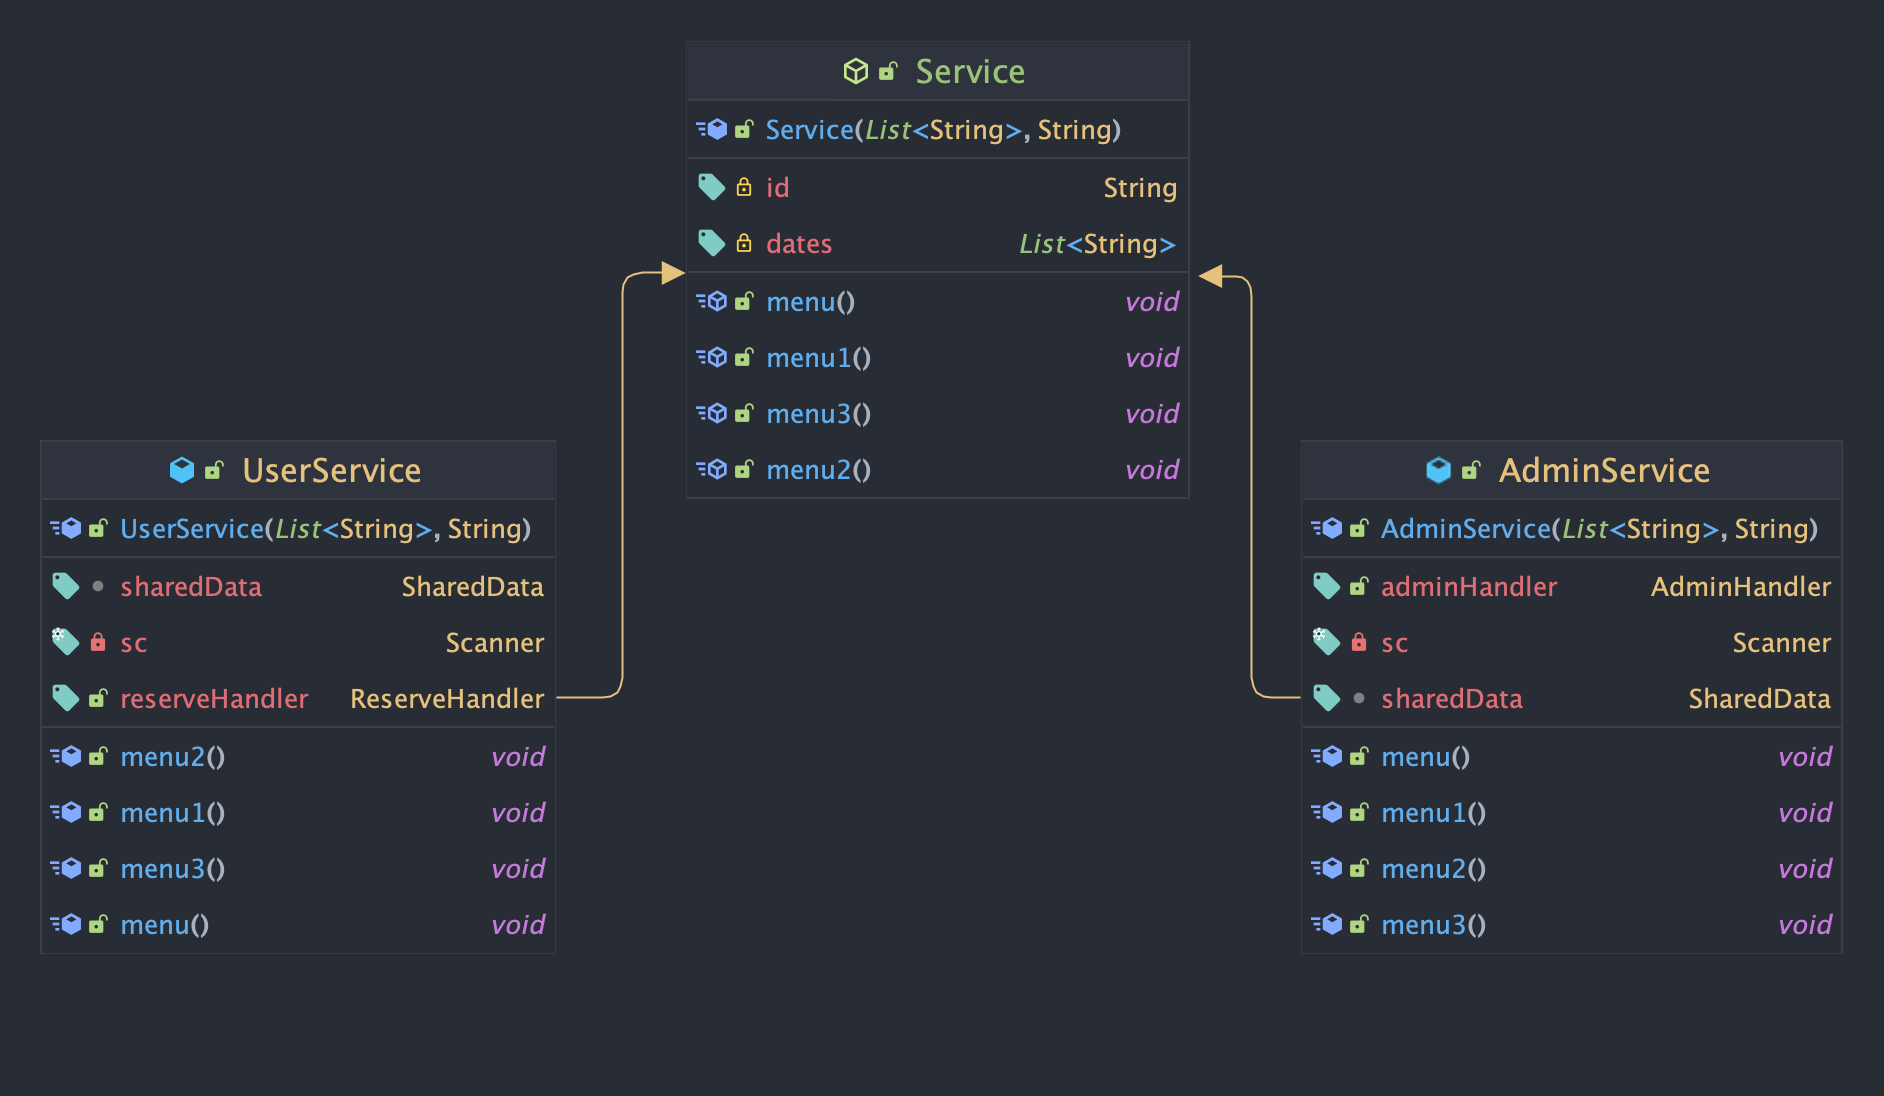 Service
Service(List<String>, String)
id String
dates List<String>
menu() void
menu1() void
menu3() void
menu2() void
UserService
UserService(List<String>, String)
sharedData SharedData
sc Scanner
reserveHandler ReserveHandler
menu2() void
menu1() void
menu3() void
menu() void
AdminService
AdminService(List<String>, String)
adminHandler AdminHandler
sc Scanner
sharedData SharedData
menu() void
menu1() void
menu2() void
menu3() void